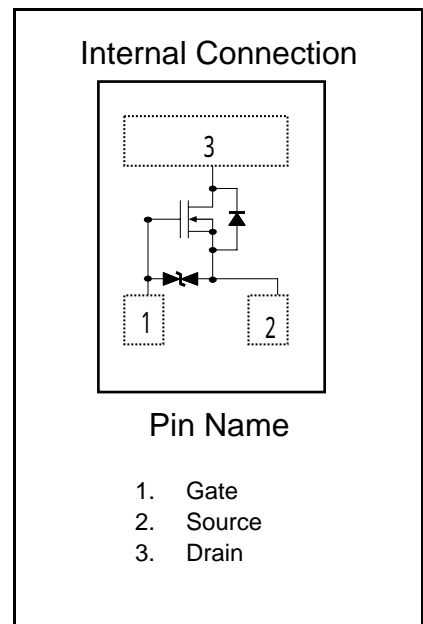 Internal Connection
3
1
2
Pin Name
1. Gate
2. Source
3. Drain